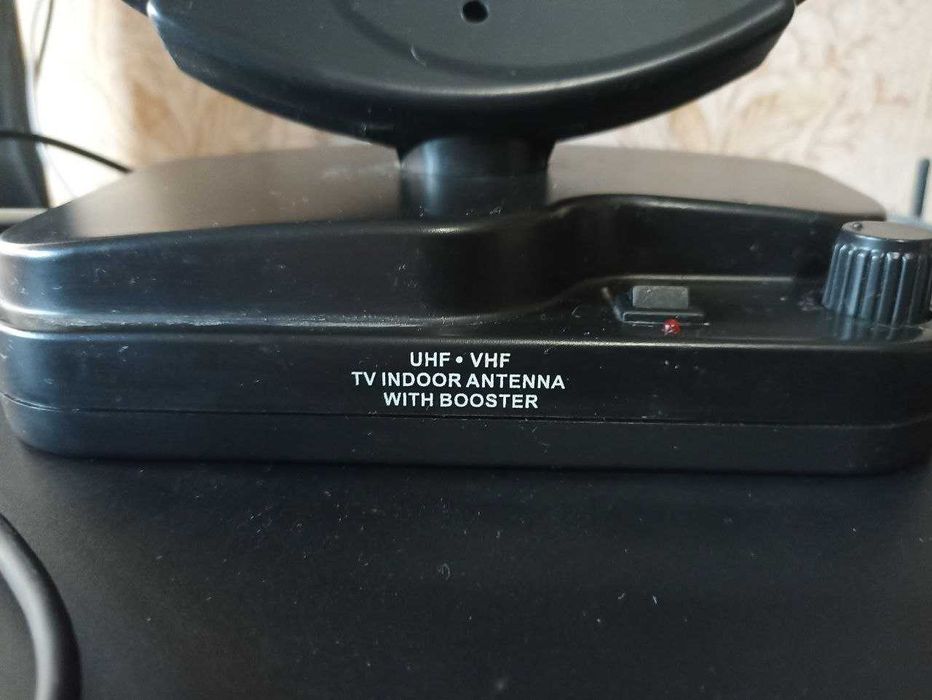 UHF • VHF
TV INDOOR ANTENNA
WITH BOOSTER